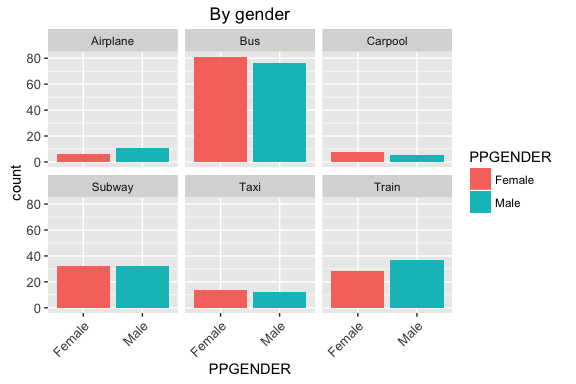 By gender
Airplane Bus Carpool
80
60
40
20
0
Subway Taxi Train
80
60
40
20
0
count
Female Male Female Male Female Male
PPGENDER
PPGENDER
Female
Male